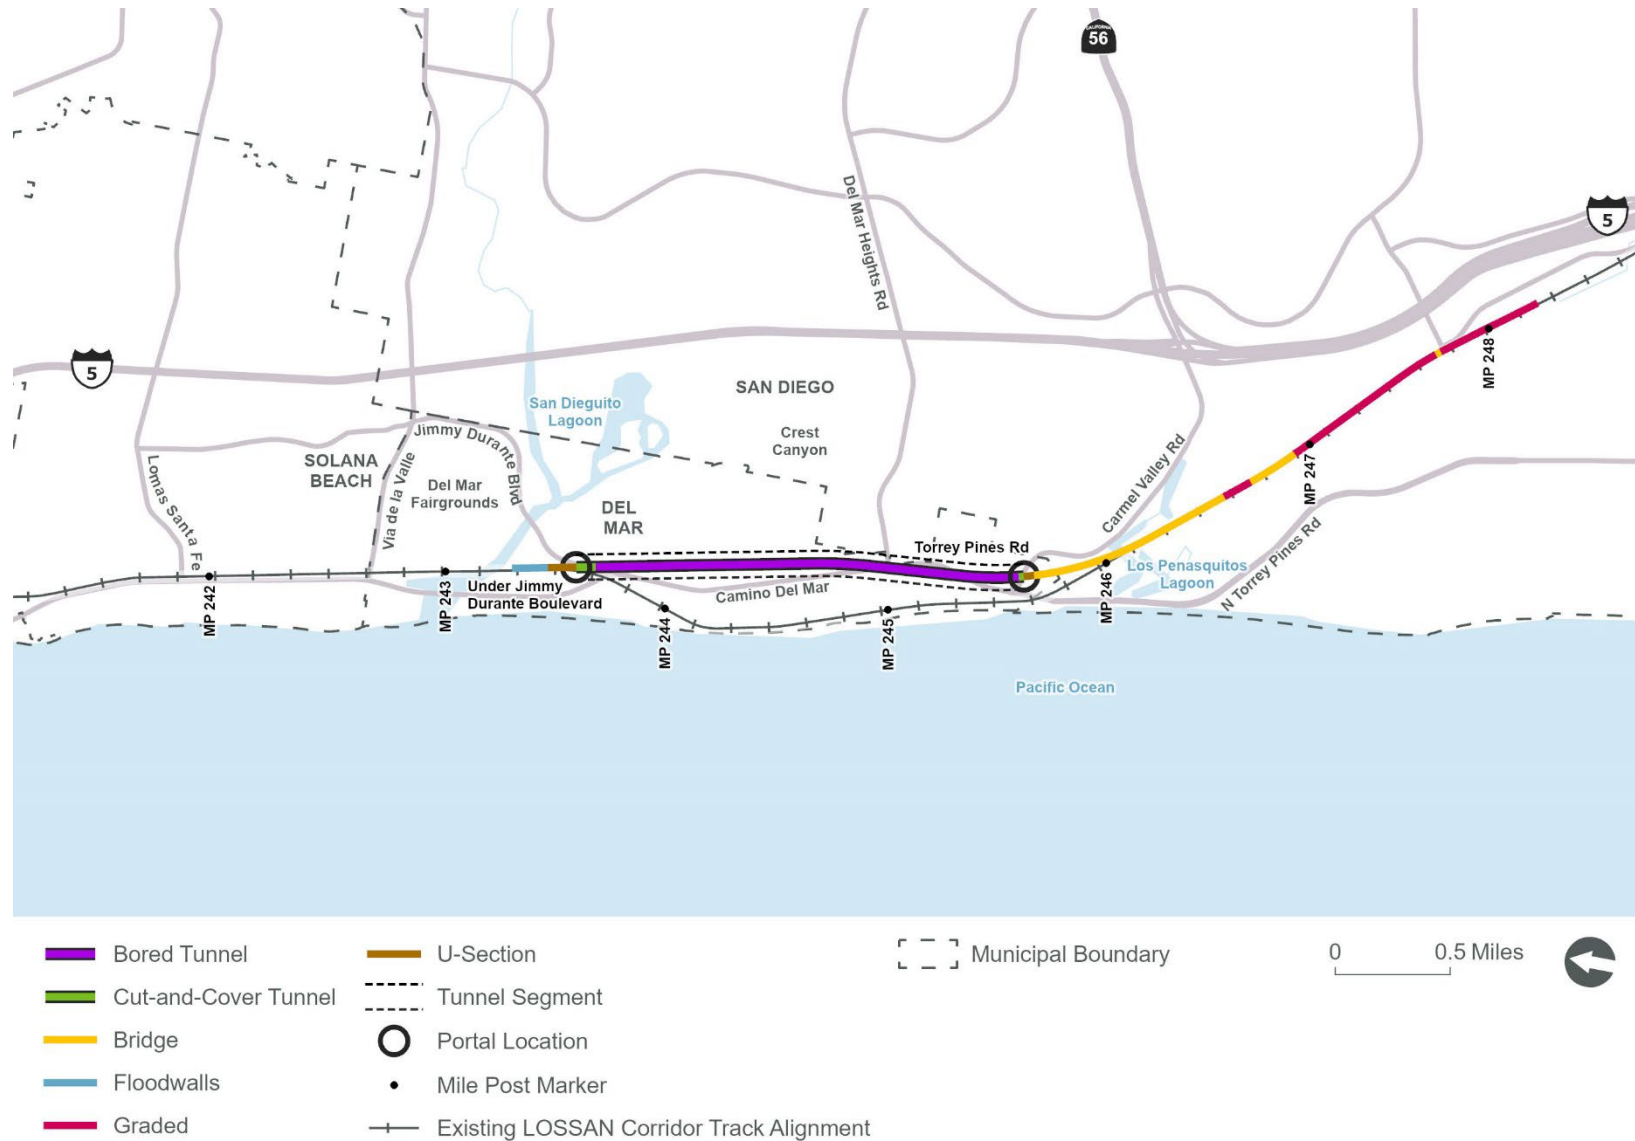 CALIFORNIA
56
Del Mar Heights Rd
5
5
San Dieguito
Lagoon
SAN DIEGO
Crest
Canyon
Jimmy Durante Blvd
SOLANA
BEACH
Via de la Valle
Del Mar
Fairgrounds
Lomas Santa Fe
DEL
MAR
Carmel Valley Rd
MP 248
MP 247
Torrey Pines Rd
Los Penasquitos
Lagoon
N Torrey Pines Rd
Under Jimmy
Durante Boulevard
Camino Del Mar
MP 242
MP 243
MP 244
MP 245
MP 246
Pacific Ocean
Bored Tunnel
Cut-and-Cover Tunnel
Bridge
Floodwalls
Graded
U-Section
Tunnel Segment
Portal Location
Mile Post Marker
Existing LOSSAN Corridor Track Alignment
Municipal Boundary
0 0.5 Miles